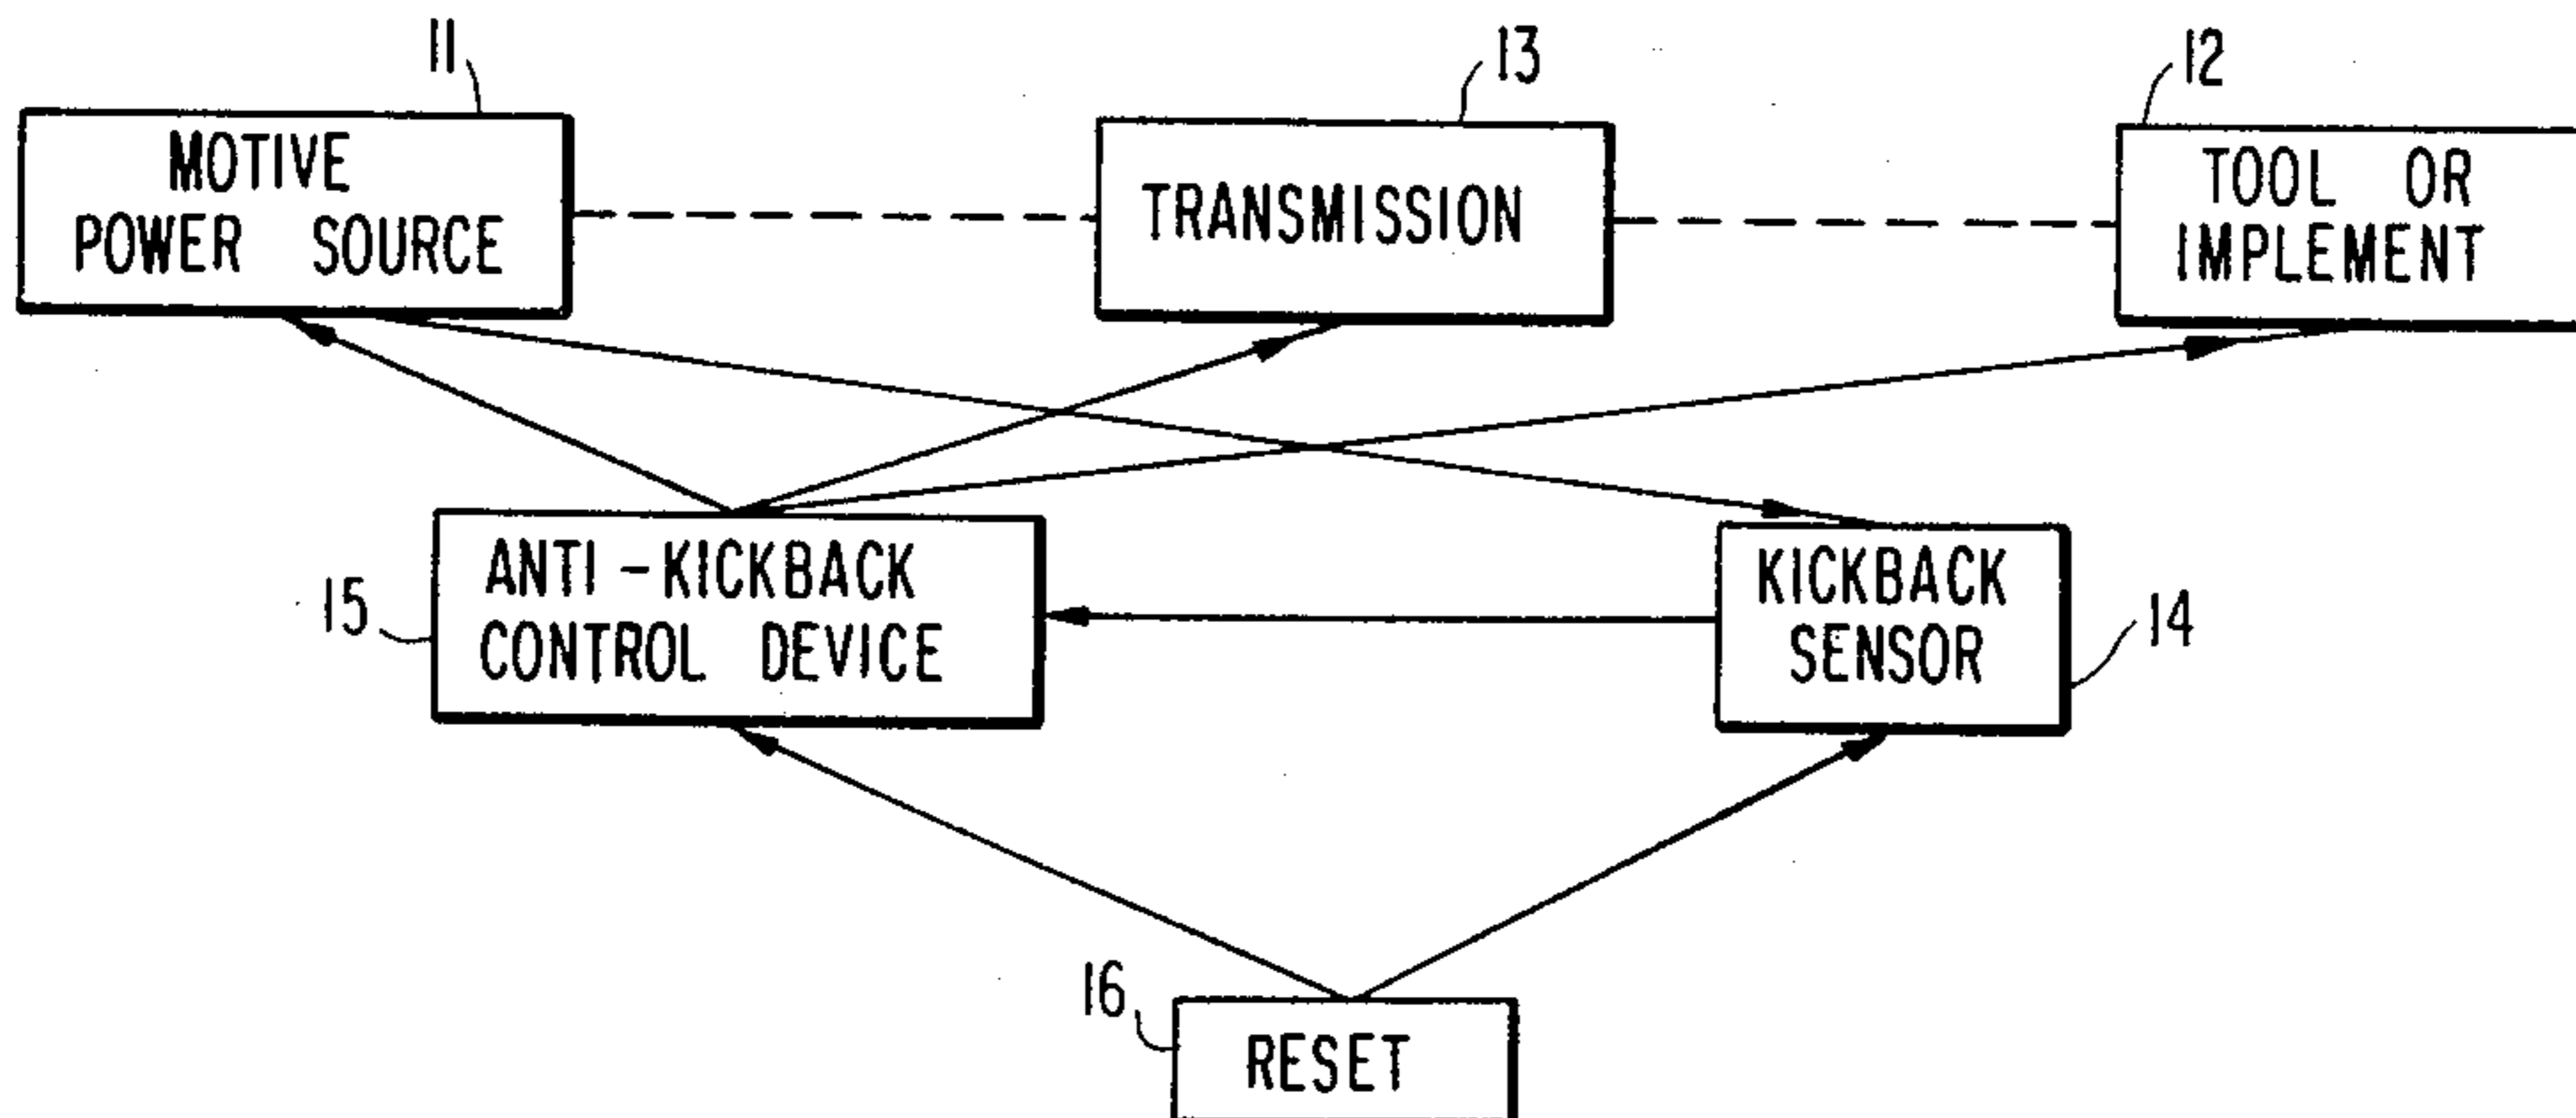 11
13
12
MOTIVE
POWER SOURCE
TRANSMISSION
TOOL OR
IMPLEMENT
15
ANTI-KICKBACK
CONTROL DEVICE
KICKBACK
SENSOR
14
16
RESET